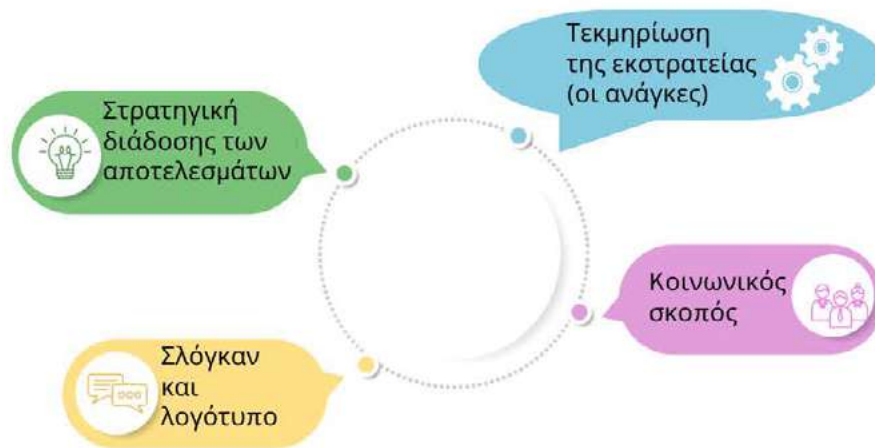 Τεκμηρίωση
της εκστρατείας
(οι ανάγκες)
Στρατηγική
διάδοσης των
αποτελεσμάτων
Κοινωνικός
σκοπός
Σλόγκαν
και
λογότυπο